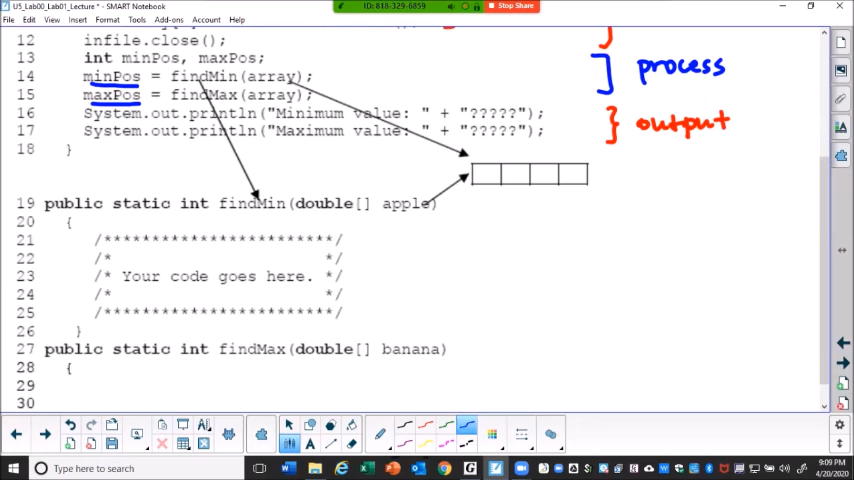 U5_Lab00_Lab01_Lecture * - SMART Notebook
ID: 818-329-6859
Stop Share
File Edit View Insert Format Tools Add-ons Help
12 infile.close();
13 int minPos, maxPos;
14 minPos = findMin(array);
15 maxPos = findMax(array);
16 System.out.println("Minimum value: " + "?????");
17 System.out.println("Maximum value: " + "?????");
18 }
process
output
19 public static int findMin(double[] apple)
20 {
21 /************************/
22 /* */
23 /* Your code goes here. */
24 /* */
25 /************************/
26 }
27 public static int findMax(double[] banana)
28 {
29
30
Type here to search
9:09 PM
4/20/2020